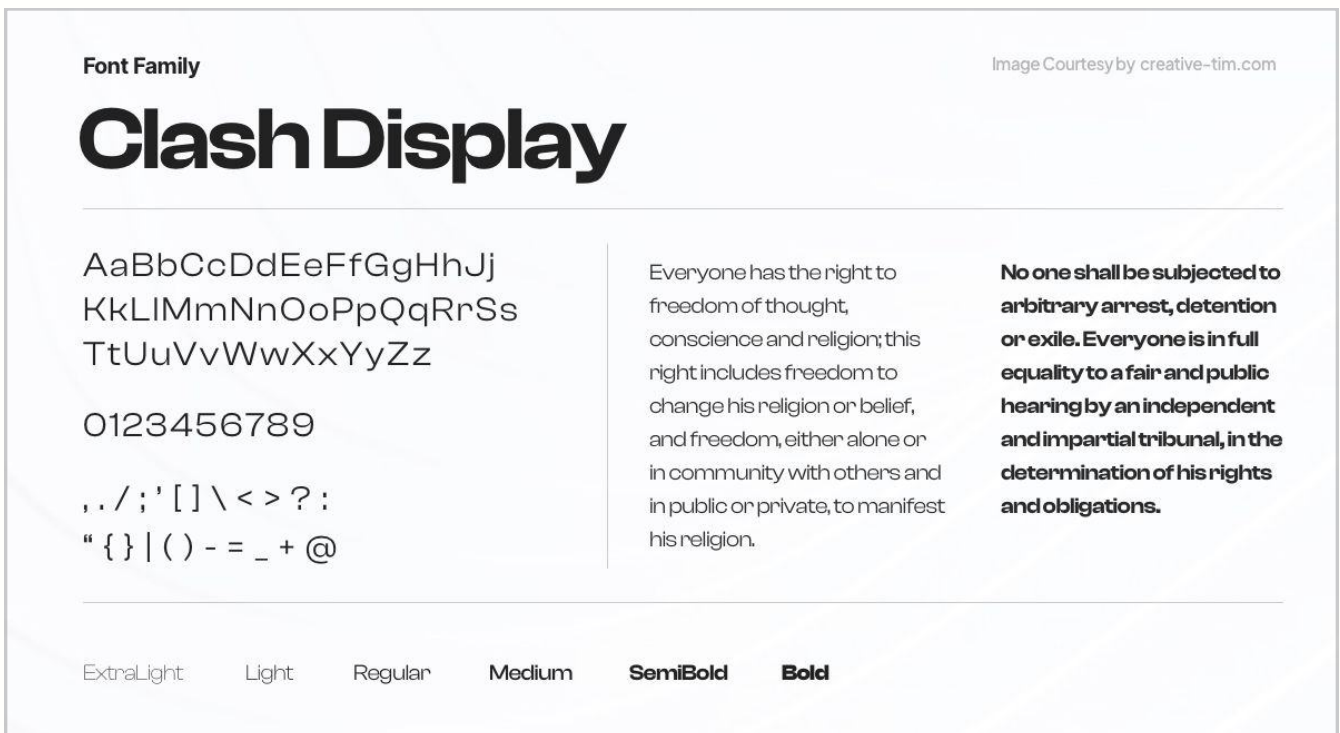 Font Family
Image Courtesy by creative-tim.com
Clash Display
AaBbCcDdEeFfGgHhJj
KkLlMmNnOoPpQqRrSs
TtUuVvWwXxYyZz
0123456789
, . / ; ' [ ] \ < > ? :
“ { } | ( ) - = _ + @
Everyone has the right to
freedom of thought,
conscience and religion; this
right includes freedom to
change his religion or belief,
and freedom, either alone or
in community with others and
in public or private, to manifest
his religion.
No one shall be subjected to
arbitrary arrest, detention
or exile. Everyone is in full
equality to a fair and public
hearing by an independent
and impartial tribunal, in the
determination of his rights
and obligations.
ExtraLight Light Regular Medium SemiBold Bold